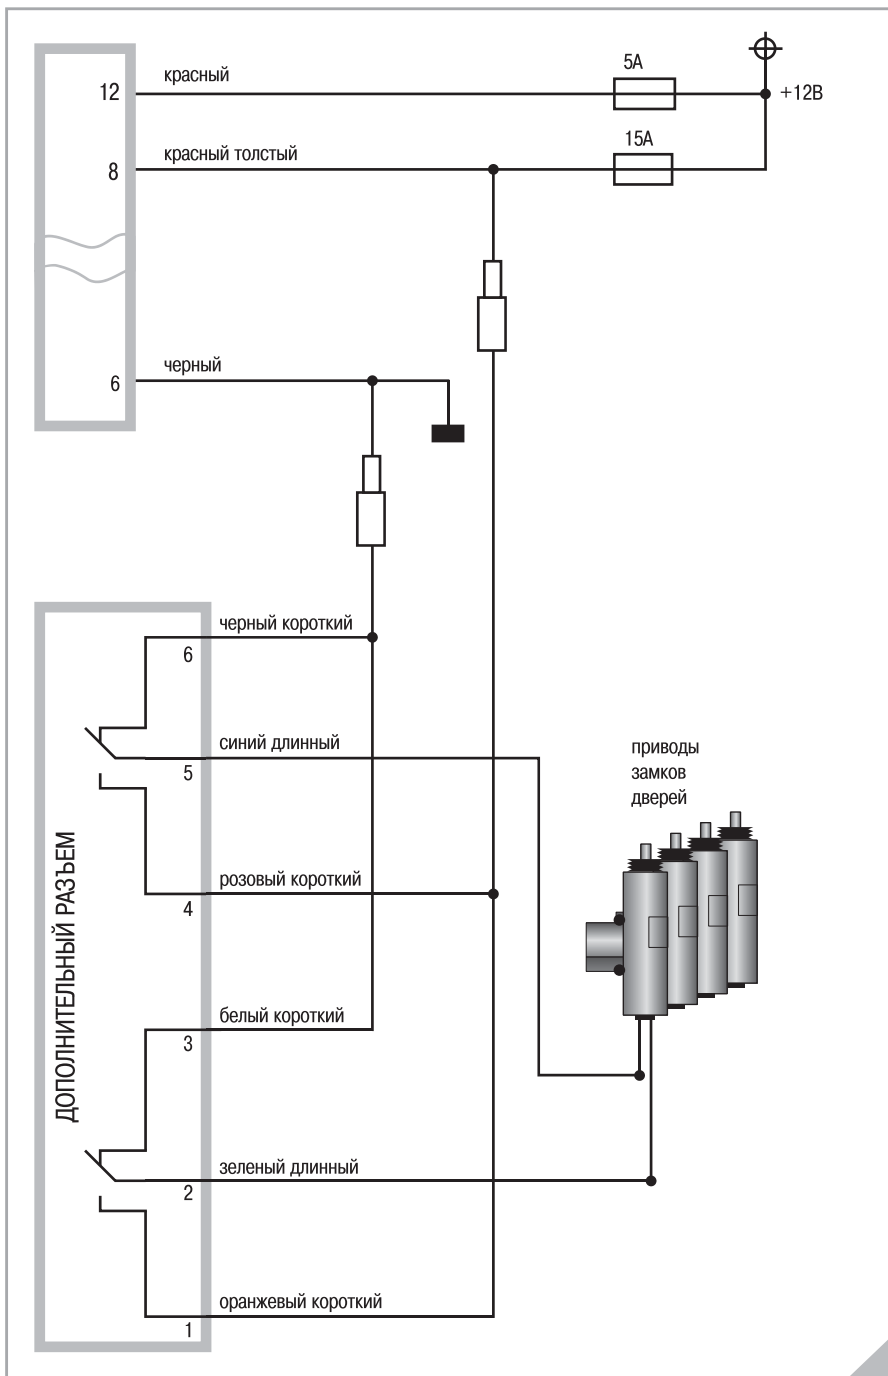 5А
красный
12
+12В
15А
красный толстый
8
черный
6
черный короткий
6
синий длинный
5
приводы
замков
дверей
ДОПОЛНИТЕЛЬНЫЙ РАЗЪЕМ
розовый короткий
4
белый короткий
3
зеленый длинный
2
оранжевый короткий
1